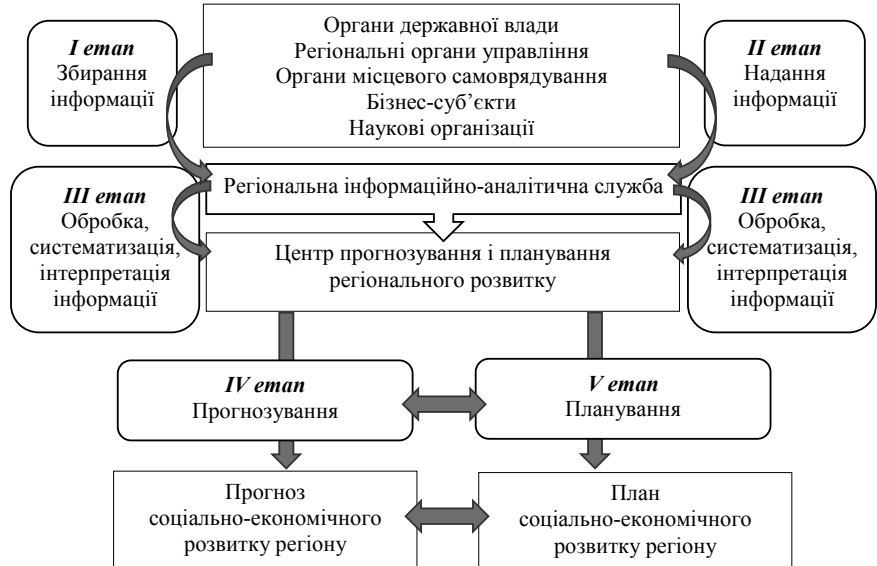 I етап
Збирання
інформації
Органи державної влади
Регіональні органи управління
Органи місцевого самоврядування
Бізнес-суб’єкти
Наукові організації
II етап
Надання
інформації
III етап
Обробка,
систематизація,
інтерпретація
інформації
Регіональна інформаційно-аналітична служба
Центр прогнозування і планування
регіонального розвитку
III етап
Обробка,
систематизація,
інтерпретація
інформації
IV етап
Прогнозування
V етап
Планування
Прогноз
соціально-економічного
розвитку регіону
План
соціально-економічного
розвитку регіону